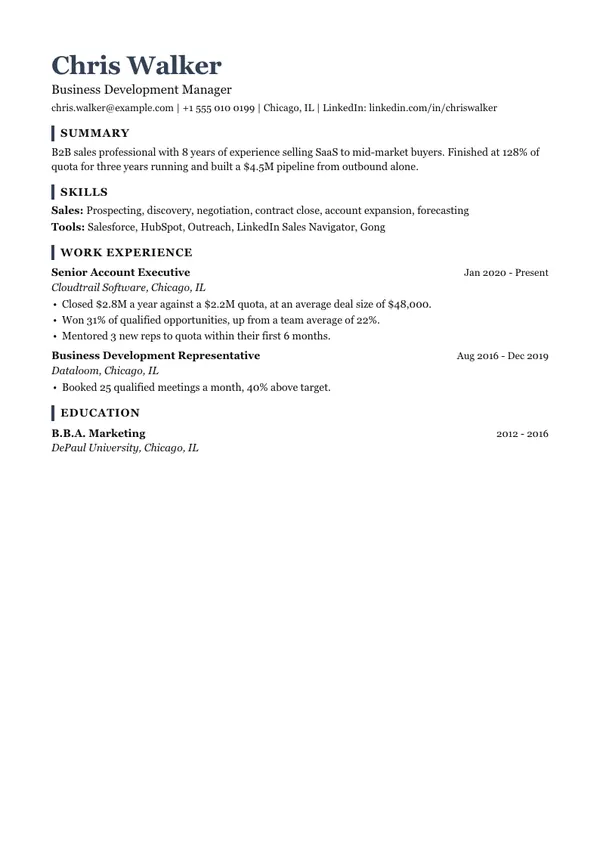 Chris Walker
Business Development Manager
chris.walker@example.com | +1 555 010 0199 | Chicago, IL | LinkedIn: linkedin.com/in/chriswalker
SUMMARY
B2B sales professional with 8 years of experience selling SaaS to mid-market buyers. Finished at 128% of
quota for three years running and built a $4.5M pipeline from outbound alone.
SKILLS
Sales: Prospecting, discovery, negotiation, contract close, account expansion, forecasting
Tools: Salesforce, HubSpot, Outreach, LinkedIn Sales Navigator, Gong
WORK EXPERIENCE
Senior Account Executive Jan 2020 - Present
Cloudtrail Software, Chicago, IL
• Closed $2.8M a year against a $2.2M quota, at an average deal size of $48,000.
• Won 31% of qualified opportunities, up from a team average of 22%.
• Mentored 3 new reps to quota within their first 6 months.
Business Development Representative Aug 2016 - Dec 2019
Dataloom, Chicago, IL
• Booked 25 qualified meetings a month, 40% above target.
EDUCATION
B.B.A. Marketing 2012 - 2016
DePaul University, Chicago, IL